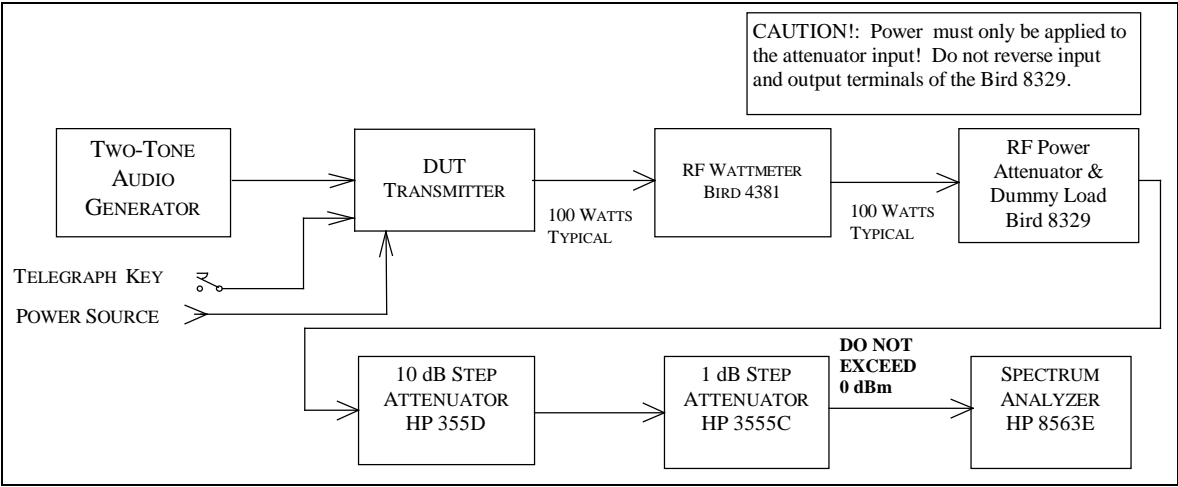 CAUTION!: Power must only be applied to
the attenuator input! Do not reverse input
and output terminals of the Bird 8329.
TWO-TONE
AUDIO
GENERATOR
DUT
TRANSMITTER
RF WATTMETER
BIRD 4381
RF Power
Attenuator &
Dummy Load
Bird 8329
100 WATTS
TYPICAL
100 WATTS
TYPICAL
TELEGRAPH KEY
POWER SOURCE
10 dB STEP
ATTENUATOR
HP 355D
1 dB STEP
ATTENUATOR
HP 3555C
DO NOT
EXCEED
0 dBm
SPECTRUM
ANALYZER
HP 8563E